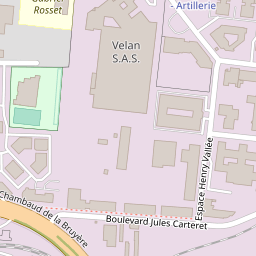 Gabriel
Rosset
- Artillerie
Velan
S.A.S.
Espace Henry Vallée
Chambaud de la Bruyère
Boulevard Jules Carteret